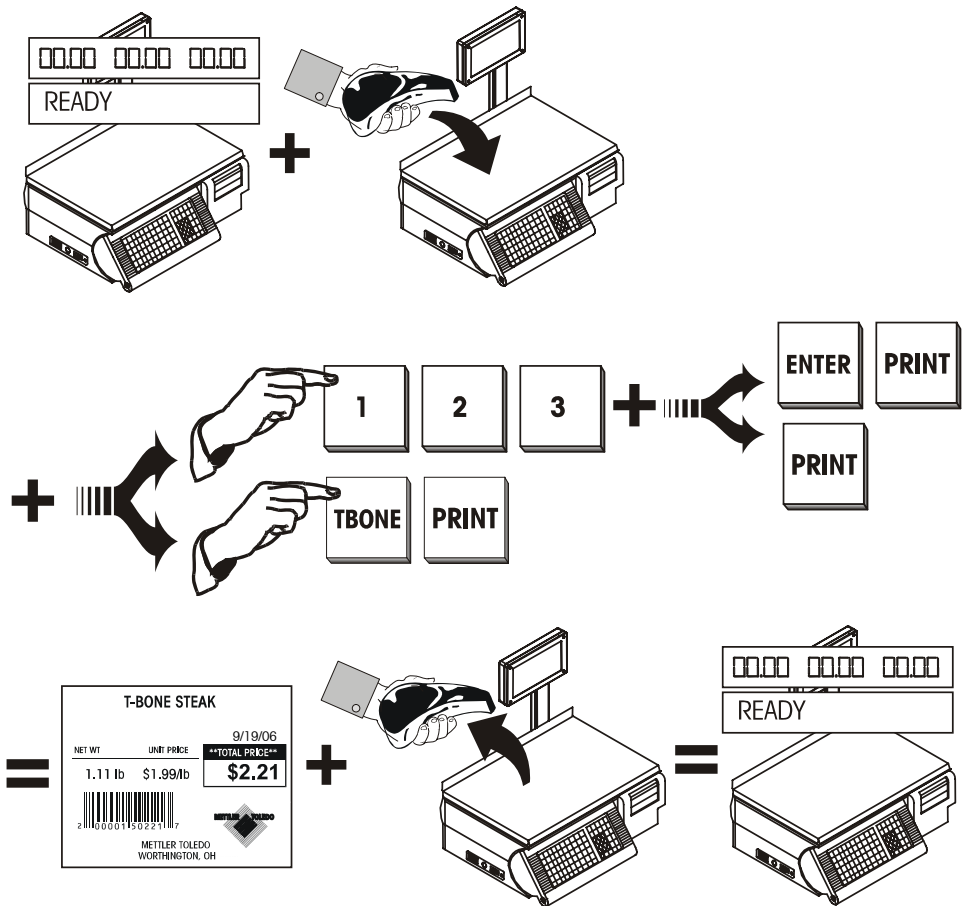 00.00 00.00 00.00
READY
1
2
3
ENTER
PRINT
PRINT
TBONE
PRINT
T-BONE STEAK
9/19/06
NET WT UNIT PRICE **TOTAL PRICE**
1.11 lb $1.99/lb $2.21
2 00001 50221 7
METTLER TOLEDO
METTLER TOLEDO
WORTHINGTON, OH
00.00 00.00 00.00
READY